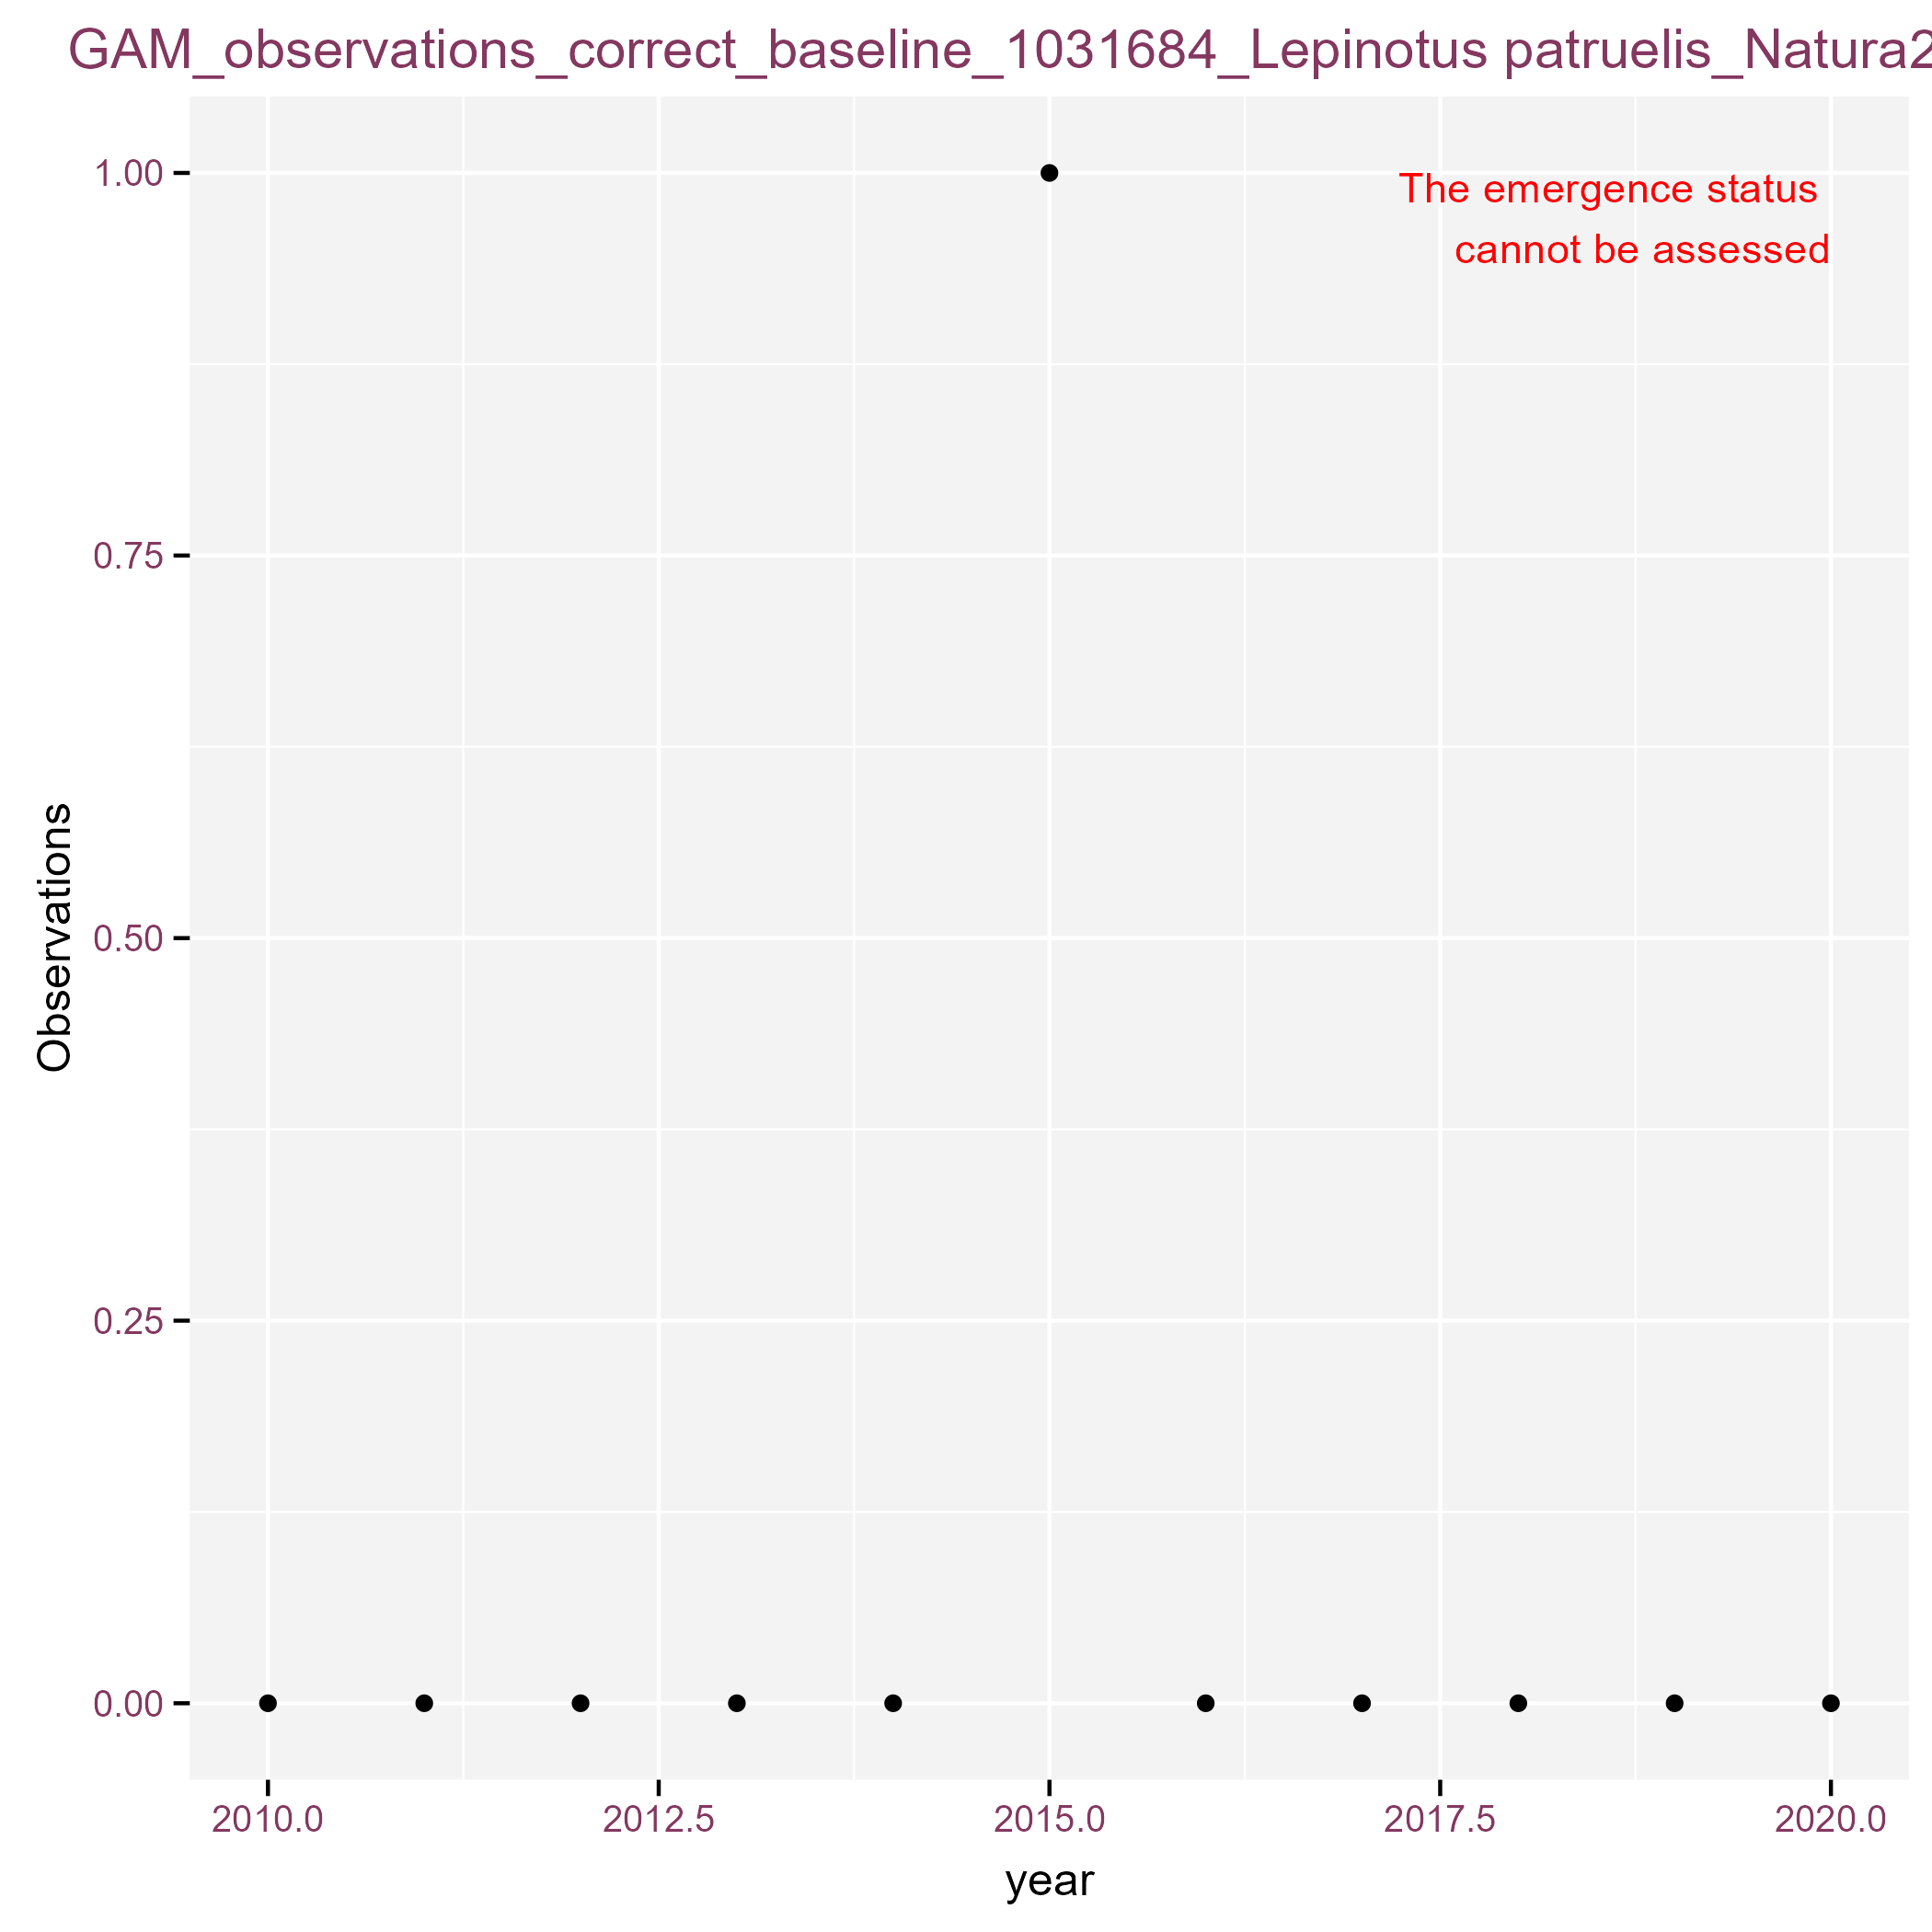 GAM_observations_correct_baseline_1031684_Lepinotus patruelis_Natura2
1.00
The emergence status
cannot be assessed
0.75
Observations
0.50
0.25
0.00
2010.0 2012.5 2015.0 2017.5 2020.0
year